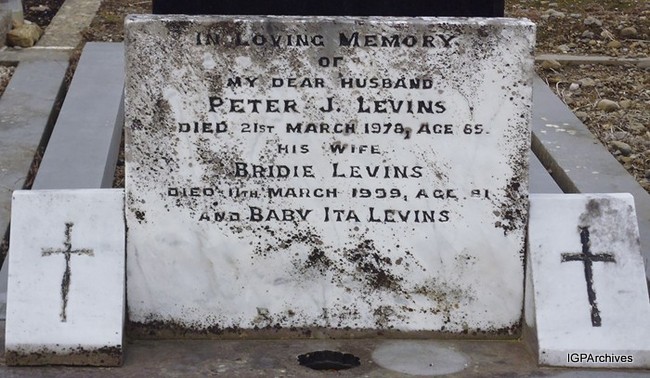 In Loving Memory
of
my dear husband
Peter J. Levins
died 21st March 1978, age 65.
his wife
Bridie Levins
died 11th March 1999, age 81
and Baby Ita Levins
IGPArchives